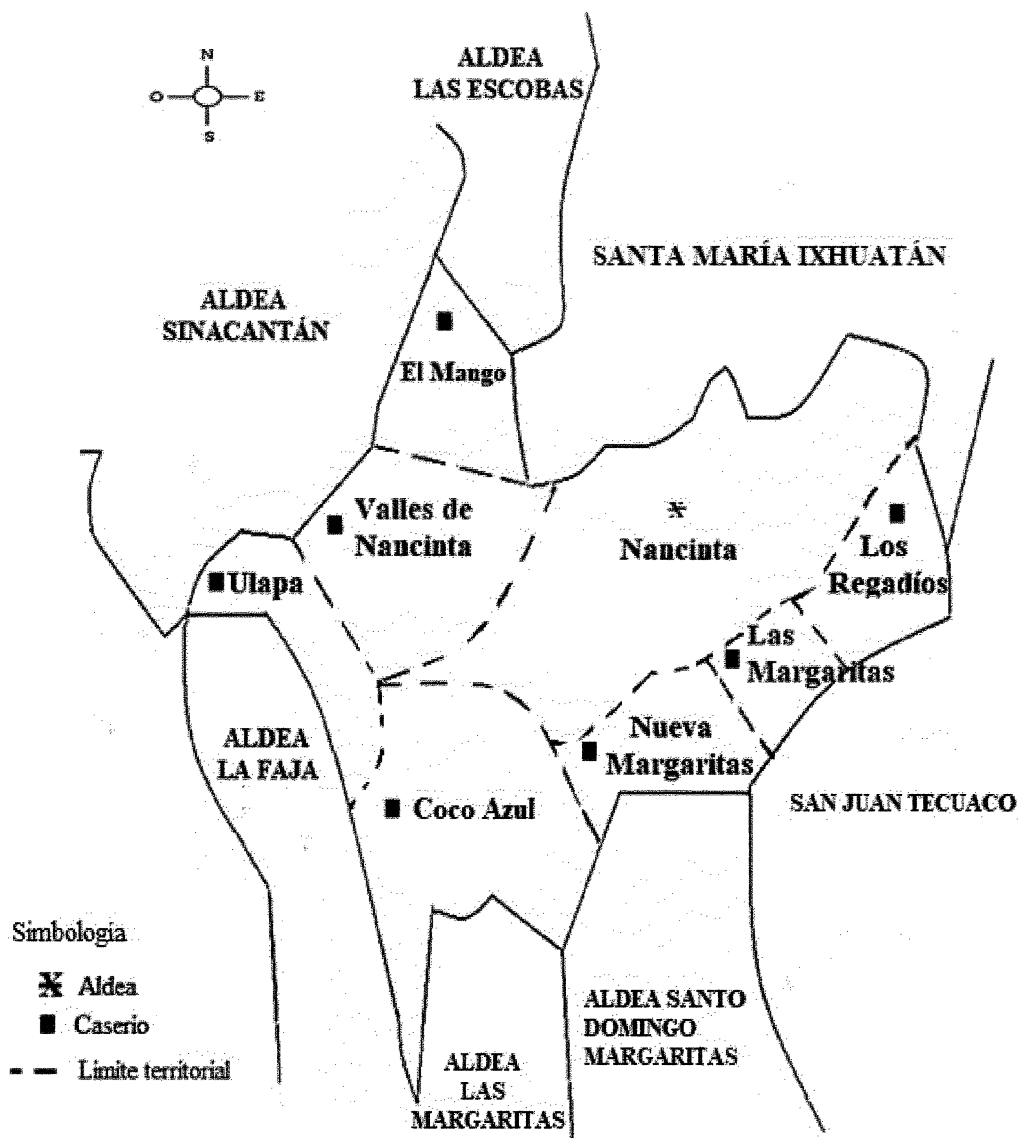 N
O
E
S
ALDEA
LAS ESCOBAS
SANTA MARÍA IXHUATÁN
ALDEA
SINACANTÁN
El Mango
Valles de
Nancinta
Nancinta
Los
Regadíos
Ulapa
Las
Margaritas
Nueva
Margaritas
ALDEA
LA FAJA
Coco Azul
SAN JUAN TECUACO
Simbologia
Aldea
Caserio
Limite territorial
ALDEA SANTO
DOMINGO
MARGARITAS
ALDEA
LAS
MARGARITAS